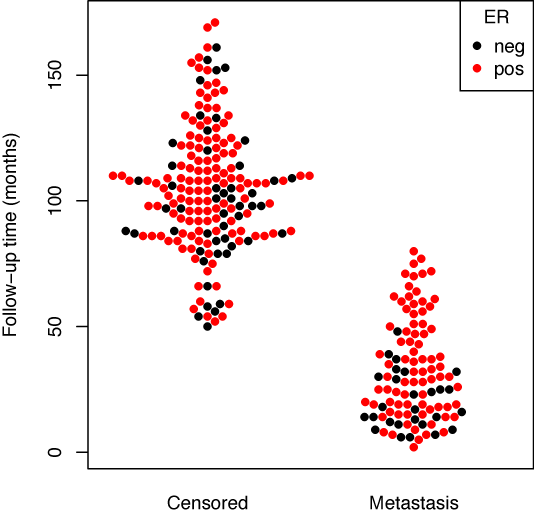 ER
neg
pos
Follow−up time (months)
150
100
50
0
Censored
Metastasis